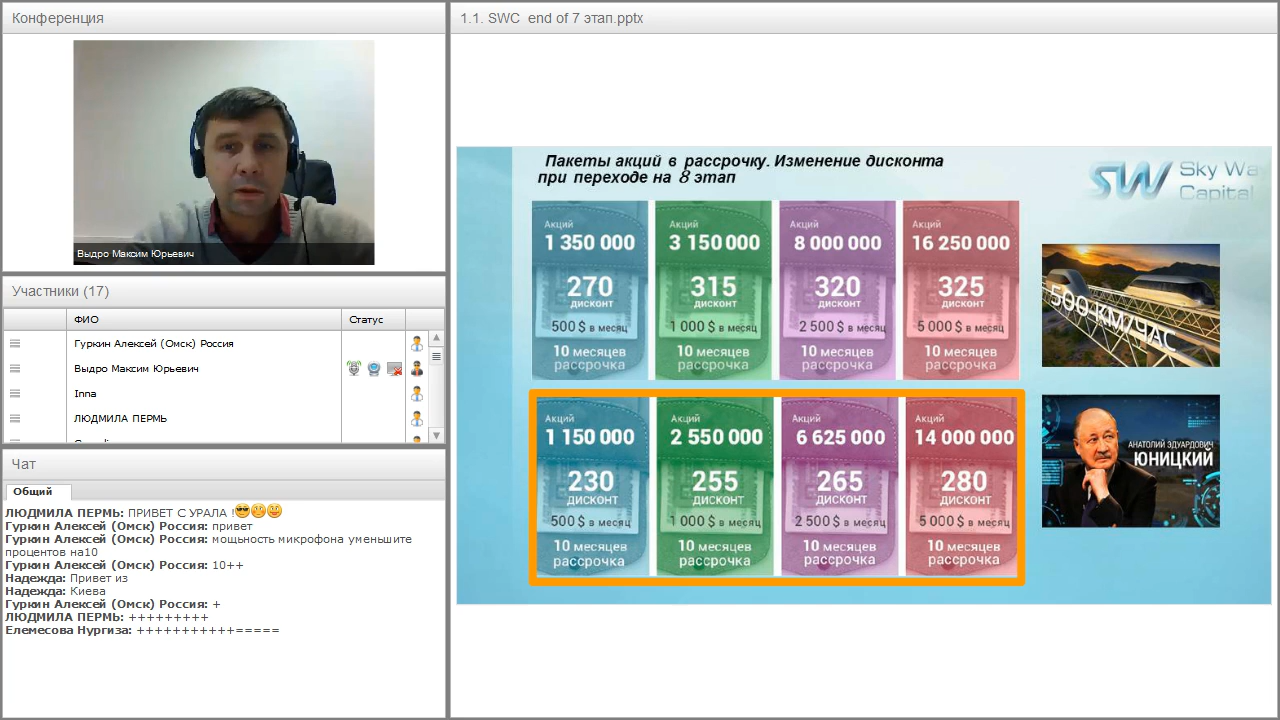 Конференция
Выдро Максим Юрьевич
Участники (17)
ФИО
Статус
Гуркин Алексей (Омск) Россия
Выдро Максим Юрьевич
Inna
ЛЮДМИЛА ПЕРМЬ
Чат
Общий
ЛЮДМИЛА ПЕРМЬ: ПРИВЕТ С УРАЛА !
Гуркин Алексей (Омск) Россия: привет
Гуркин Алексей (Омск) Россия: мощьность микрофона уменьшите
процентов на10
Гуркин Алексей (Омск) Россия: 10++
Надежда: Привет из
Надежда: Киева
Гуркин Алексей (Омск) Россия: +
ЛЮДМИЛА ПЕРМЬ: +++++++++
Елемесова Нургиза: +++++++++++=====
1.1. SWC end of 7 этап.pptx
Пакеты акций в рассрочку. Изменение дисконта
при переходе на 8 этап
SW Sky Wa
Capital
Акций
1 350 000
270
дисконт
500 $ в месяц
10 месяцев
рассрочка
Акций
3 150 000
315
дисконт
1 000 $ в месяц
10 месяцев
рассрочка
Акций
8 000 000
320
дисконт
2 500 $ в месяц
10 месяцев
рассрочка
Акций
16 250 000
325
дисконт
5 000 $ в месяц
10 месяцев
рассрочка
500 КМ/ЧАС
Акций
1 150 000
230
дисконт
500 $ в месяц
10 месяцев
рассрочка
Акций
2 550 000
255
дисконт
1 000 $ в месяц
10 месяцев
рассрочка
Акций
6 625 000
265
дисконт
2 500 $ в месяц
10 месяцев
рассрочка
Акций
14 000 000
280
дисконт
5 000 $ в месяц
10 месяцев
рассрочка
АНАТОЛИЙ ЭДУАРДОВИЧ
ЮНИЦКИЙ